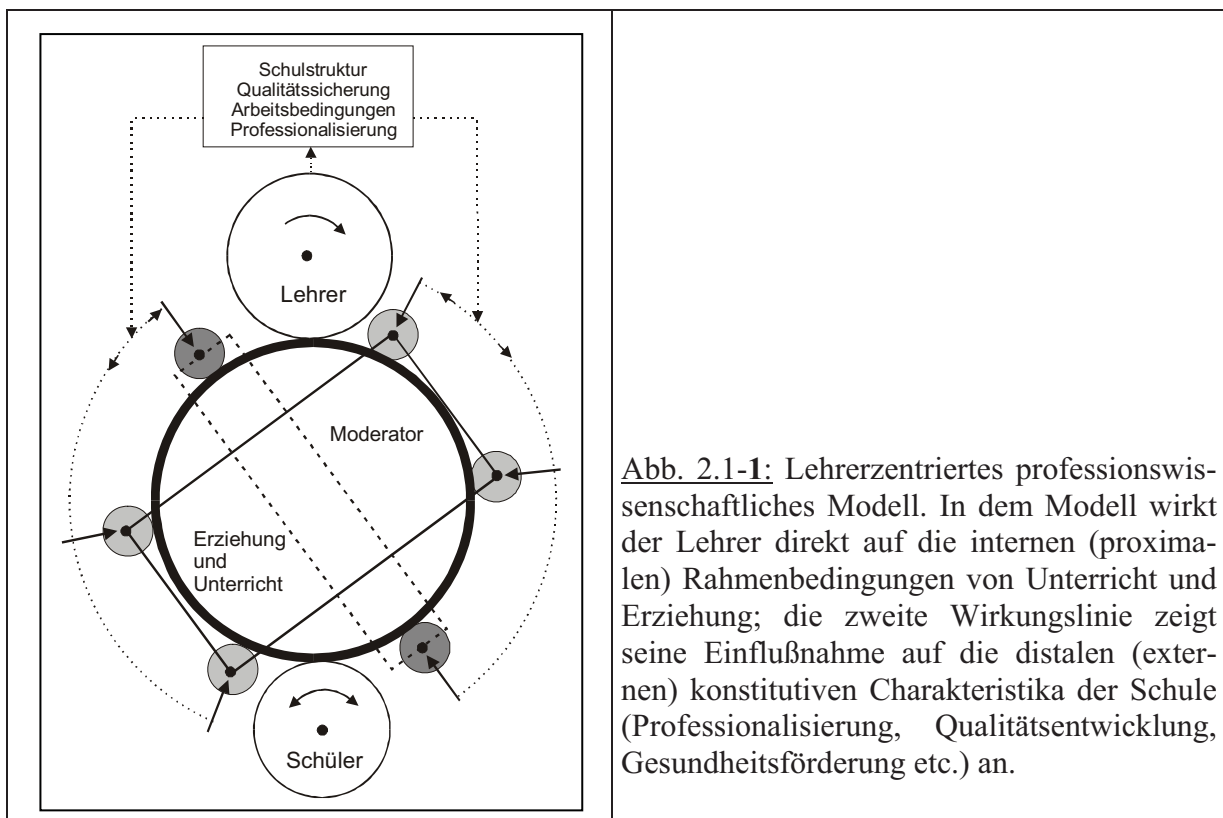 Schulstruktur
Qualitätssicherung
Arbeitsbedingungen
Professionalisierung
Lehrer
Moderator
Erziehung
und
Unterricht
Schüler
Abb. 2.1-1: Lehrerzentriertes professionswis-
senschaftliches Modell. In dem Modell wirkt
der Lehrer direkt auf die internen (proxima-
len) Rahmenbedingungen von Unterricht und
Erziehung; die zweite Wirkungslinie zeigt
seine Einflußnahme auf die distalen (exter-
nen) konstitutiven Charakteristika der Schule
(Professionalisierung, Qualitätsentwicklung,
Gesundheitsförderung etc.) an.